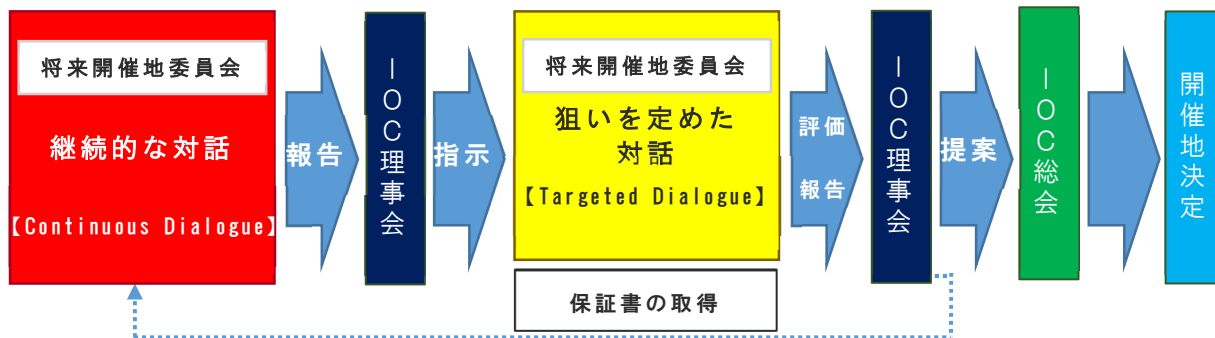 将来開催地委員会
継続的な対話
【Continuous Dialogue】
報告
IOC理事会
指示
将来開催地委員会
狙いを定めた
対話
【Targeted Dialogue】
保証書の取得
評価
報告
IOC理事会
提案
IOC総会
開催地決定